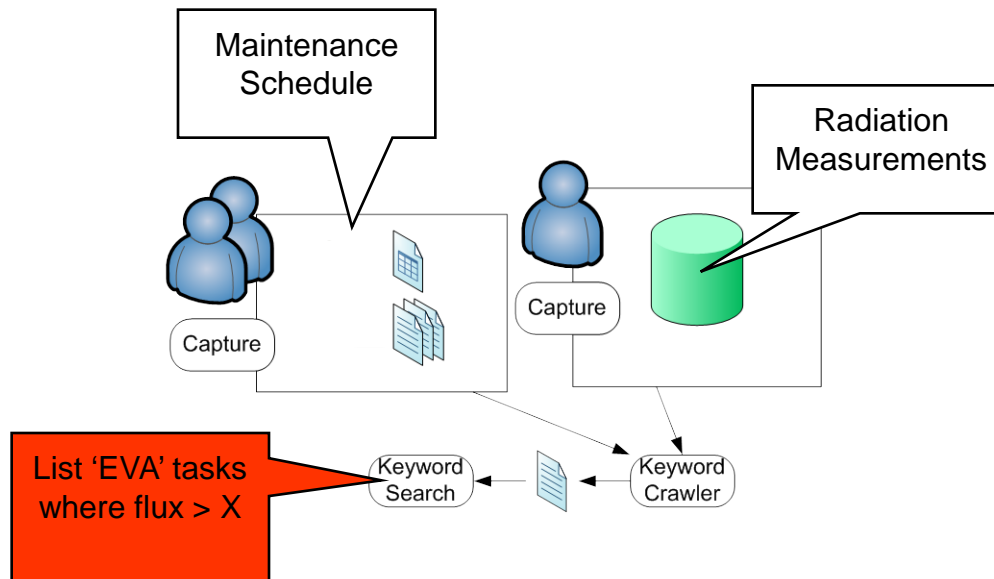 Maintenance
Schedule
Radiation
Measurements
Capture
Capture
List ‘EVA’ tasks
where flux > X
Keyword
Search
Keyword
Crawler